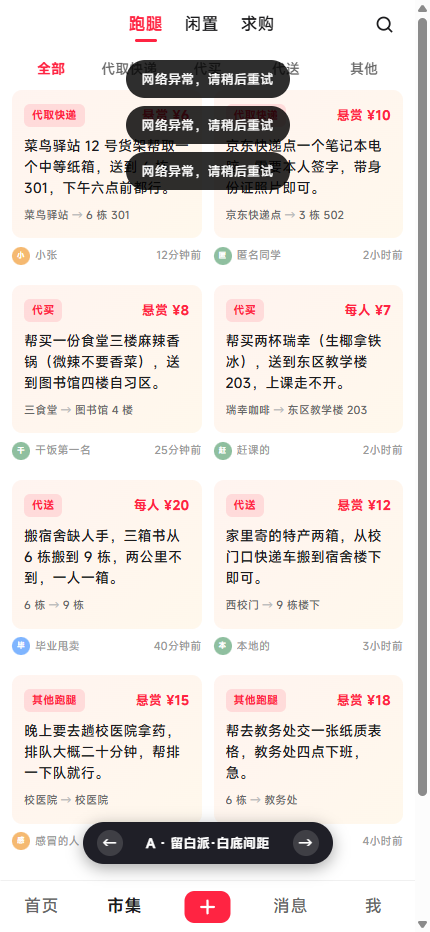 跑腿 闲置 求购
全部 代取快递 代买 代送 其他
网络异常，请稍后重试
网络异常，请稍后重试
网络异常，请稍后重试
代取快递 悬赏 ¥6
菜鸟驿站 12 号货架帮取一
个中等纸箱，送到 6 栋
301，下午六点前都行。
菜鸟驿站 → 6 栋 301
小 小张 12分钟前
代取快递 悬赏 ¥10
京东快递点一个笔记本电
脑，需要本人签字，带身
份证照片即可。
京东快递点 → 3 栋 502
匿 匿名同学 2小时前
代买 悬赏 ¥8
帮买一份食堂三楼麻辣香
锅（微辣不要香菜），送
到图书馆四楼自习区。
三食堂 → 图书馆 4 楼
干 干饭第一名 25分钟前
代买 每人 ¥7
帮买两杯瑞幸（生椰拿铁
冰），送到东区教学楼
203，上课走不开。
瑞幸咖啡 → 东区教学楼 203
赶 赶课的 2小时前
代送 每人 ¥20
搬宿舍缺人手，三箱书从
6 栋搬到 9 栋，两公里不
到，一人一箱。
6 栋 → 9 栋
毕 毕业甩卖 40分钟前
代送 悬赏 ¥12
家里寄的特产两箱，从校
门口快递车搬到宿舍楼下
即可。
西校门 → 9 栋楼下
本 本地的 3小时前
其他跑腿 悬赏 ¥15
晚上要去趟校医院拿药，
排队大概二十分钟，帮排
一下队就行。
校医院 → 校医院
感 感冒的人
其他跑腿 悬赏 ¥18
帮去教务处交一张纸质表
格，教务处四点下班，
急。
6 栋 → 教务处
4小时前
← A · 留白派·白底间距 →
首页 市集 + 消息 我